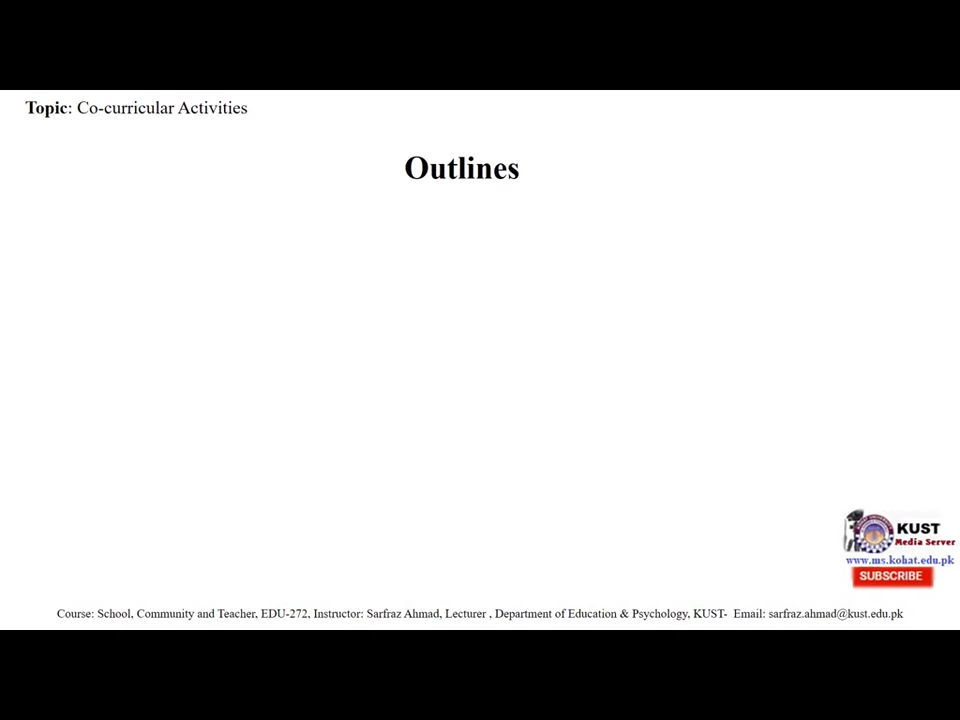 Topic: Co-curricular Activities
Outlines
KUST
Media Server
www.ms.kohat.edu.pk
SUBSCRIBE
Course: School, Community and Teacher, EDU-272, Instructor: Sarfraz Ahmad, Lecturer , Department of Education & Psychology, KUST- Email: sarfraz.ahmad@kust.edu.pk